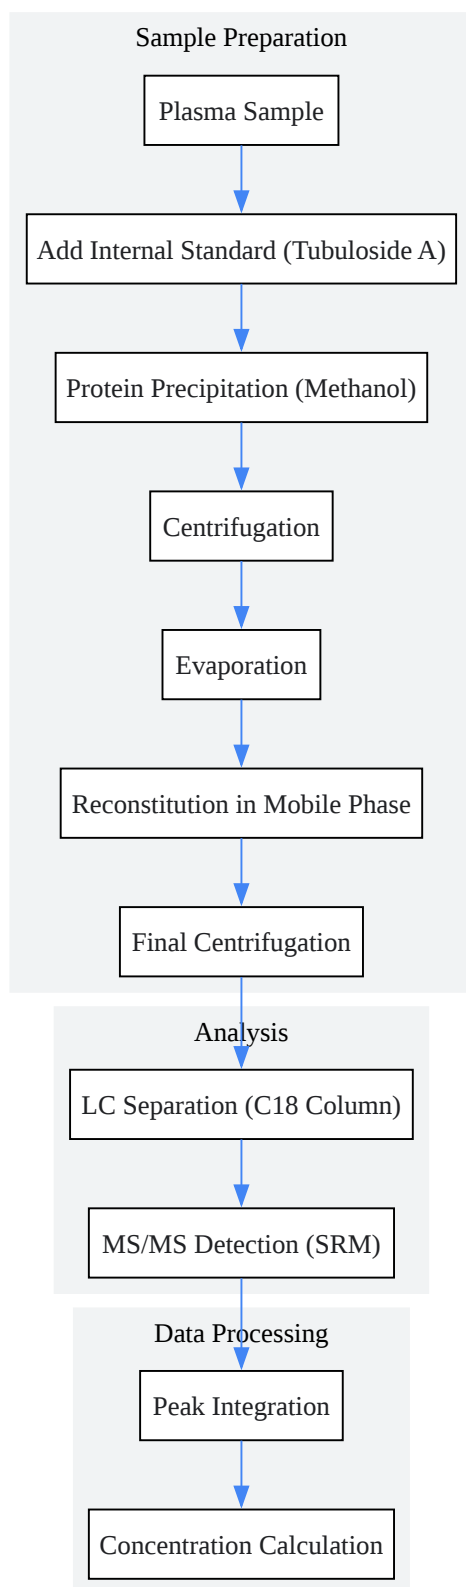 Sample Preparation
Plasma Sample
Add Internal Standard (Tubuloside A)
Protein Precipitation (Methanol)
Centrifugation
Evaporation
Reconstitution in Mobile Phase
Final Centrifugation
Analysis
LC Separation (C18 Column)
MS/MS Detection (SRM)
Data Processing
Peak Integration
Concentration Calculation